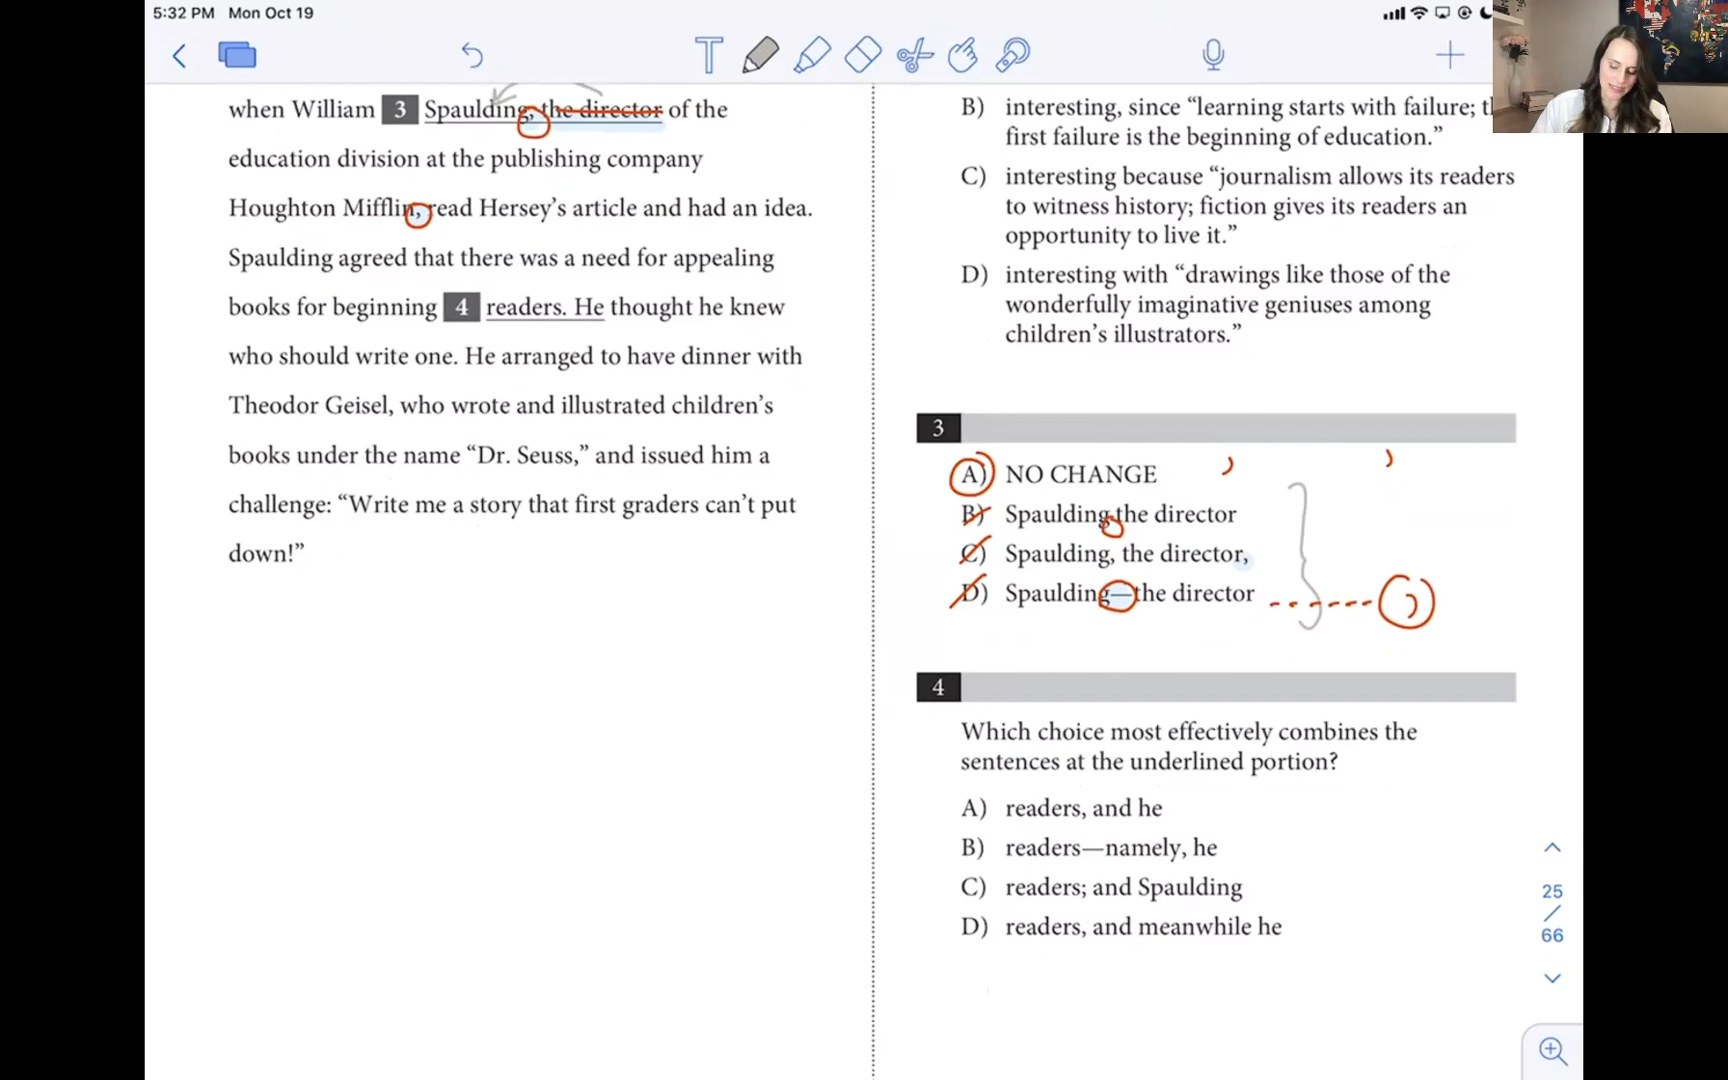 5:32 PM Mon Oct 19
when William 3 Spaulding, the director of the
education division at the publishing company
Houghton Mifflin, read Hersey’s article and had an idea.
Spaulding agreed that there was a need for appealing
books for beginning 4 readers. He thought he knew
who should write one. He arranged to have dinner with
Theodor Geisel, who wrote and illustrated children’s
books under the name “Dr. Seuss,” and issued him a
challenge: “Write me a story that first graders can’t put
down!”
B) interesting, since “learning starts with failure;
first failure is the beginning of education.”
C) interesting because “journalism allows its readers
to witness history; fiction gives its readers an
opportunity to live it.”
D) interesting with “drawings like those of the
wonderfully imaginative geniuses among
children’s illustrators.”
3
A) NO CHANGE
B) Spaulding the director
C) Spaulding, the director,
D) Spaulding—the director
4
Which choice most effectively combines the
sentences at the underlined portion?
A) readers, and he
B) readers—namely, he
C) readers; and Spaulding
D) readers, and meanwhile he
25
/
66